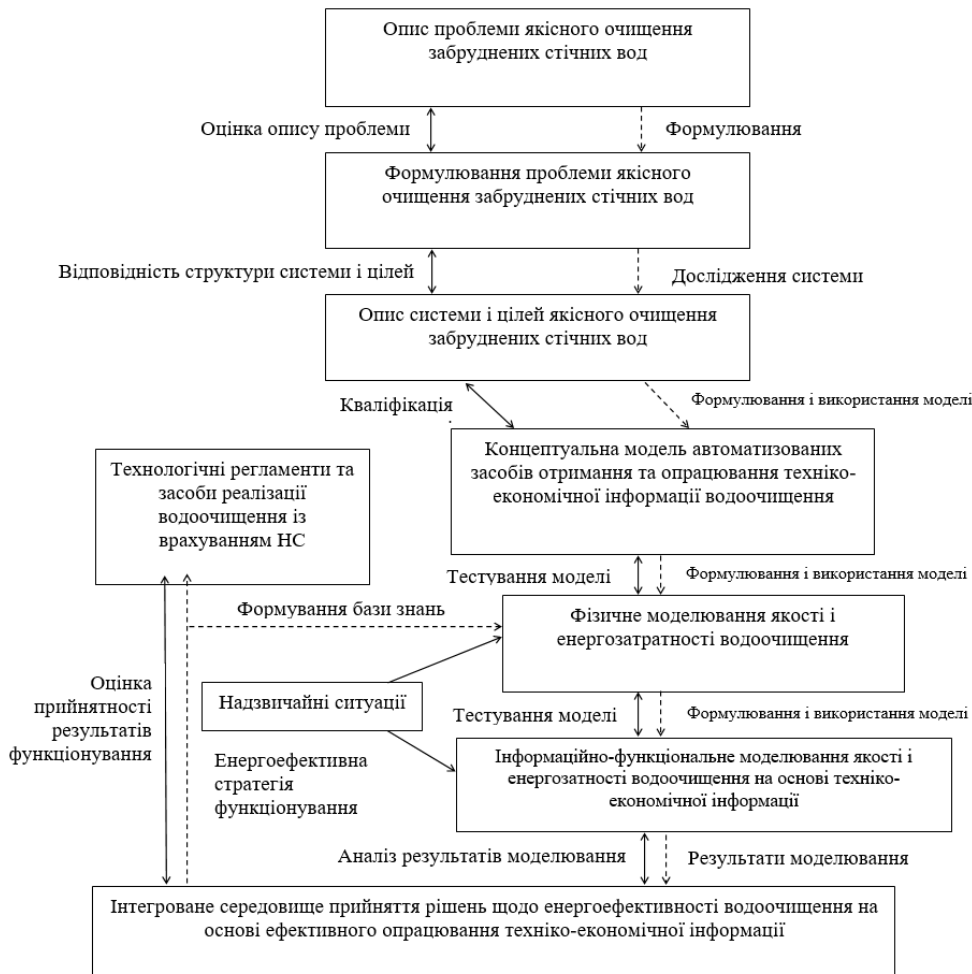 Опис проблеми якісного очищення
забруднених стічних вод
Оцінка опису проблеми
Формулювання
Формулювання проблеми якісного
очищення забруднених стічних вод
Відповідність структури системи і цілей
Дослідження системи
Опис системи і цілей якісного очищення
забруднених стічних вод
Кваліфікація
Формулювання і використання моделі
Концептуальна модель автоматизованих
засобів отримання та опрацювання техніко-
економічної інформації водоочищення
Технологічні регламенти та
засоби реалізації
водоочищення із
врахуванням НС
Тестування моделі
Формулювання і використання моделі
Формування бази знань
Фізичне моделювання якості і
енергозатратності водоочищення
Оцінка
прийнятності
результатів
функціонування
Надзвичайні ситуації
Тестування моделі
Формулювання і використання моделі
Енергоефективна
стратегія
функціонування
Інформаційно-функціональне моделювання якості і
енергозатності водоочищення на основі техніко-
економічної інформації
Аналіз результатів моделювання
Результати моделювання
Інтегроване середовище прийняття рішень щодо енергоефективності водоочищення на
основі ефективного опрацювання техніко-економічної інформації